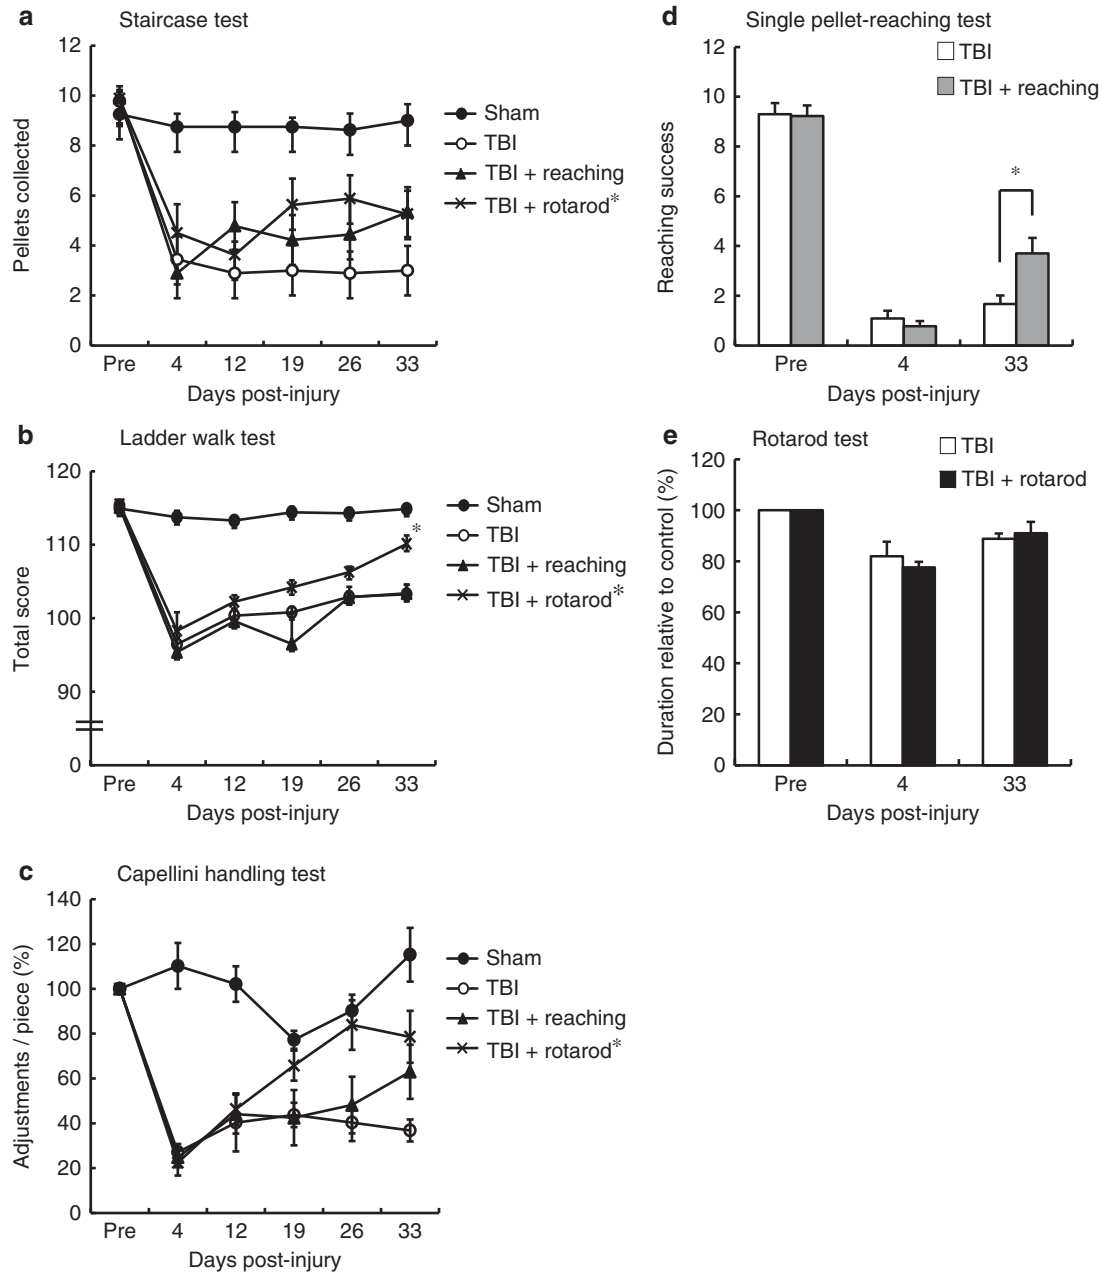 a Staircase test
12
10
8
6
4
2
0
Pellets collected
Pre 4 12 19 26 33
Days post-injury
Sham
TBI
TBI + reaching
TBI + rotarod*
b Ladder walk test
120
110
100
90
0
Total score
Pre 4 12 19 26 33
Days post-injury
Sham
TBI
TBI + reaching
TBI + rotarod*
*
c Capellini handling test
140
120
100
80
60
40
20
0
Adjustments / piece (%)
Pre 4 12 19 26 33
Days post-injury
Sham
TBI
TBI + reaching
TBI + rotarod*
d Single pellet-reaching test
12
10
8
6
4
2
0
Reaching success
Pre 4 33
Days post-injury
TBI
TBI + reaching
*
e Rotarod test
120
100
80
60
40
20
0
Duration relative to control (%)
Pre 4 33
Days post-injury
TBI
TBI + rotarod